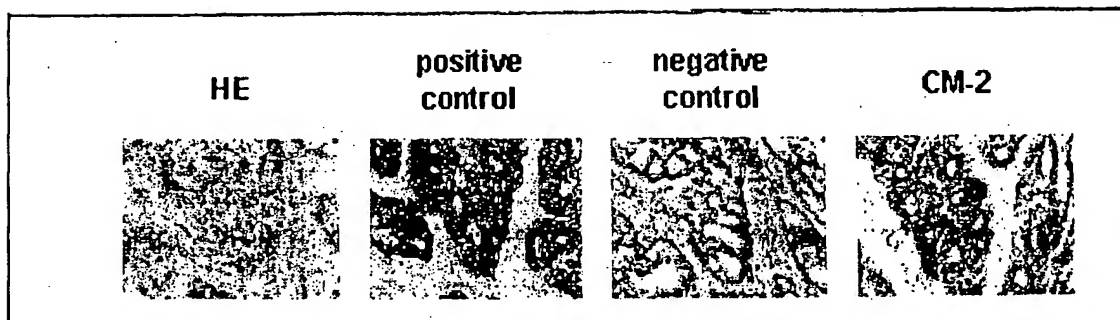 HE
positive
control
negative
control
CM-2